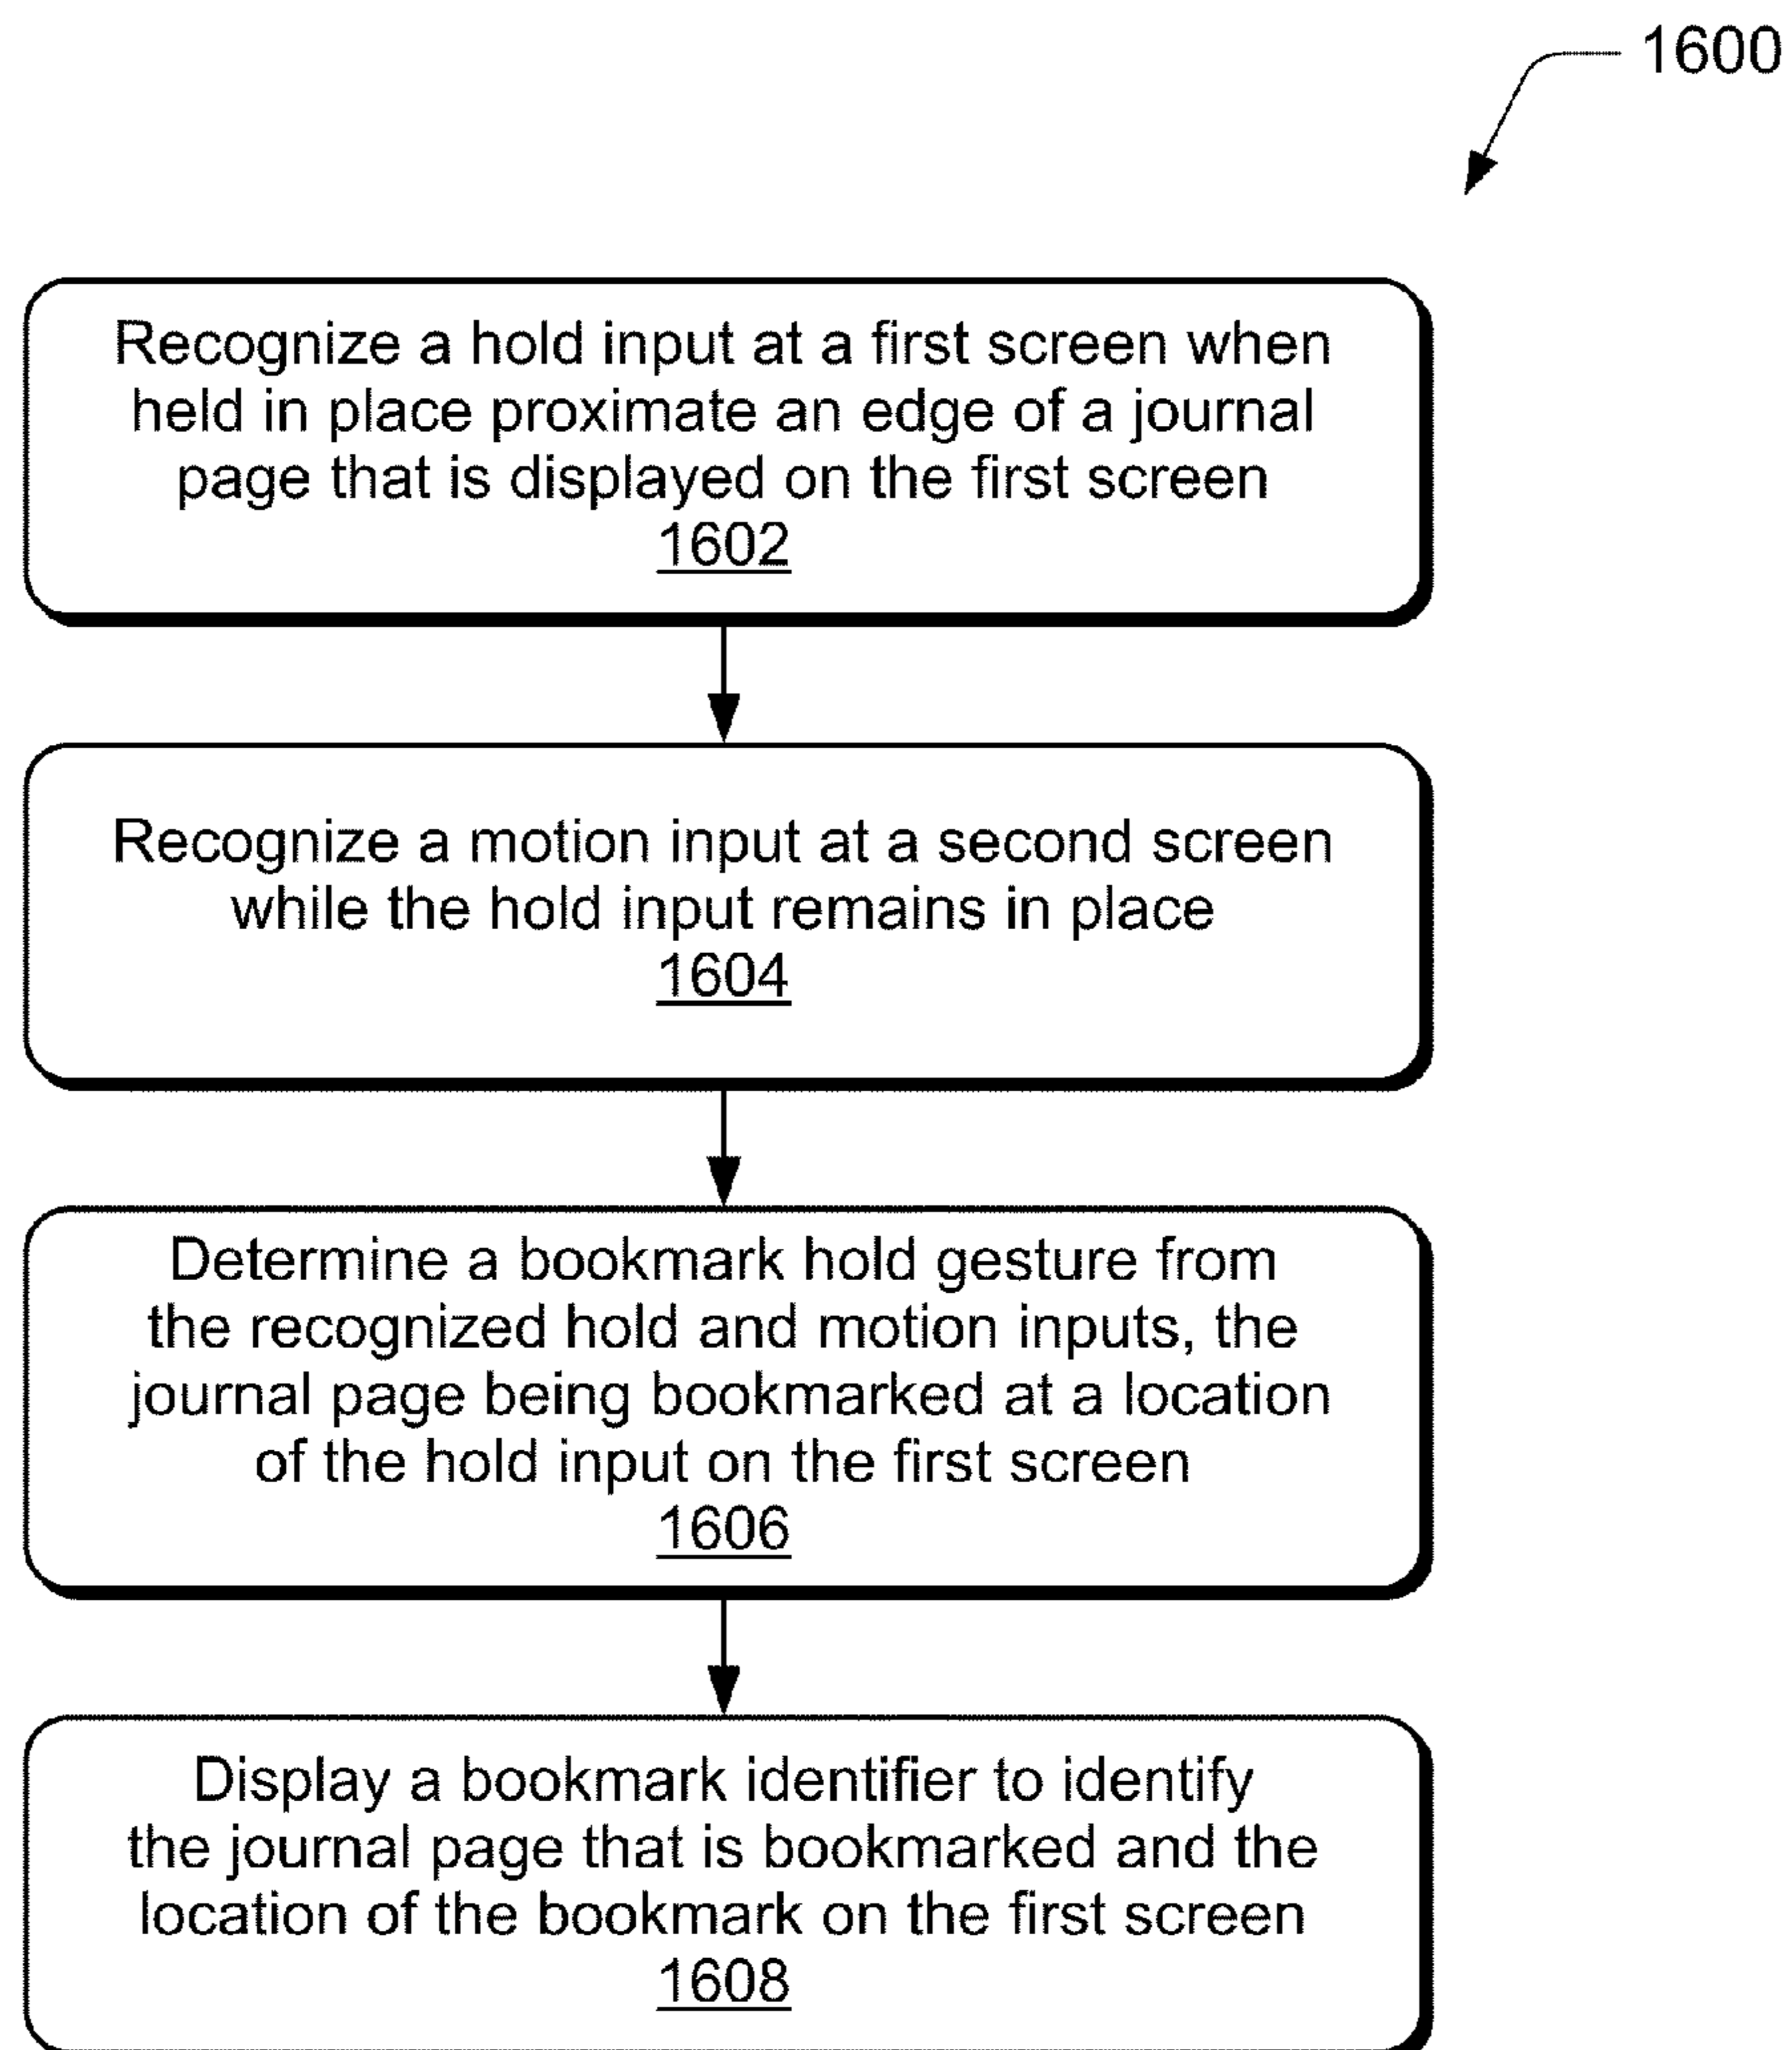 1600
Recognize a hold input at a first screen when
held in place proximate an edge of a journal
page that is displayed on the first screen
1602
Recognize a motion input at a second screen
while the hold input remains in place
1604
Determine a bookmark hold gesture from
the recognized hold and motion inputs, the
journal page being bookmarked at a location
of the hold input on the first screen
1606
Display a bookmark identifier to identify
the journal page that is bookmarked and the
location of the bookmark on the first screen
1608